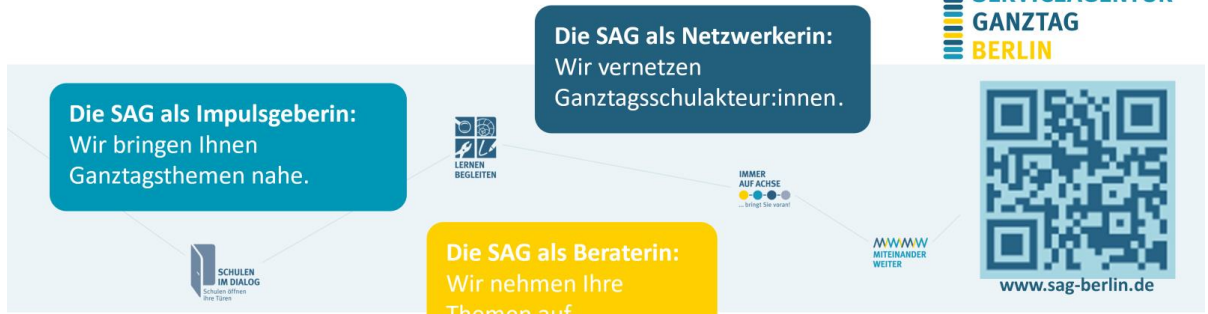 SERVICEAGENTUR
GANZTAG
BERLIN
Die SAG als Netzwerkerin:
Wir vernetzen
Ganztagsschulakteur:innen.
Die SAG als Impulsgeberin:
Wir bringen Ihnen
Ganztagsthemen nahe.
LERNEN
BEGLEITEN
IMMER
AUF ACHSE
... bringt Sie voran!
MITEINANDER
WEITER
SCHULEN
IM DIALOG
Schulen öffnen
ihre Türen
Die SAG als Beraterin:
Wir nehmen Ihre
Themen auf
www.sag-berlin.de